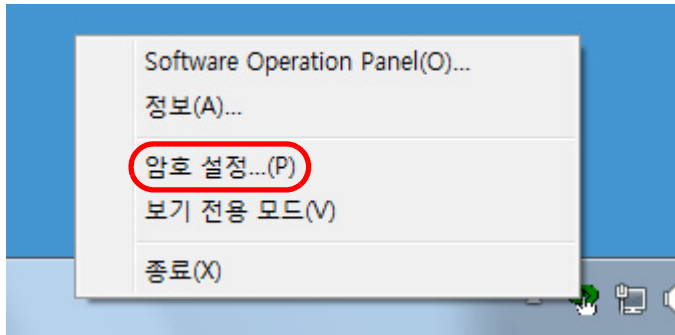 Software Operation Panel(O)...
정보(A)...
암호 설정...(P)
보기 전용 모드(V)
종료(X)